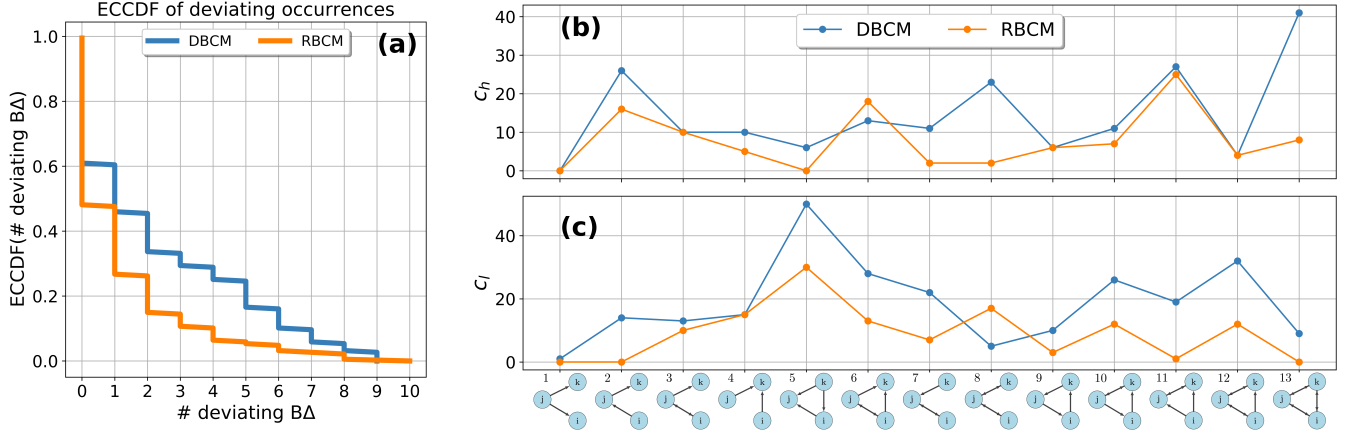 ECCDF of deviating occurrences
DBCM RBCM
(a)
ECCDF(# deviating BΔ)
1.0
0.8
0.6
0.4
0.2
0.0
0 1 2 3 4 5 6 7 8 9 10
# deviating BΔ
(b)
DBCM RBCM
c_h
40
30
20
10
0
(c)
c_l
40
20
0
1 2 3 4 5 6 7 8 9 10 11 12 13
k k k k k k k k k k k k k
j j j j j j j j j j j j j
i i i i i i i i i i i i i